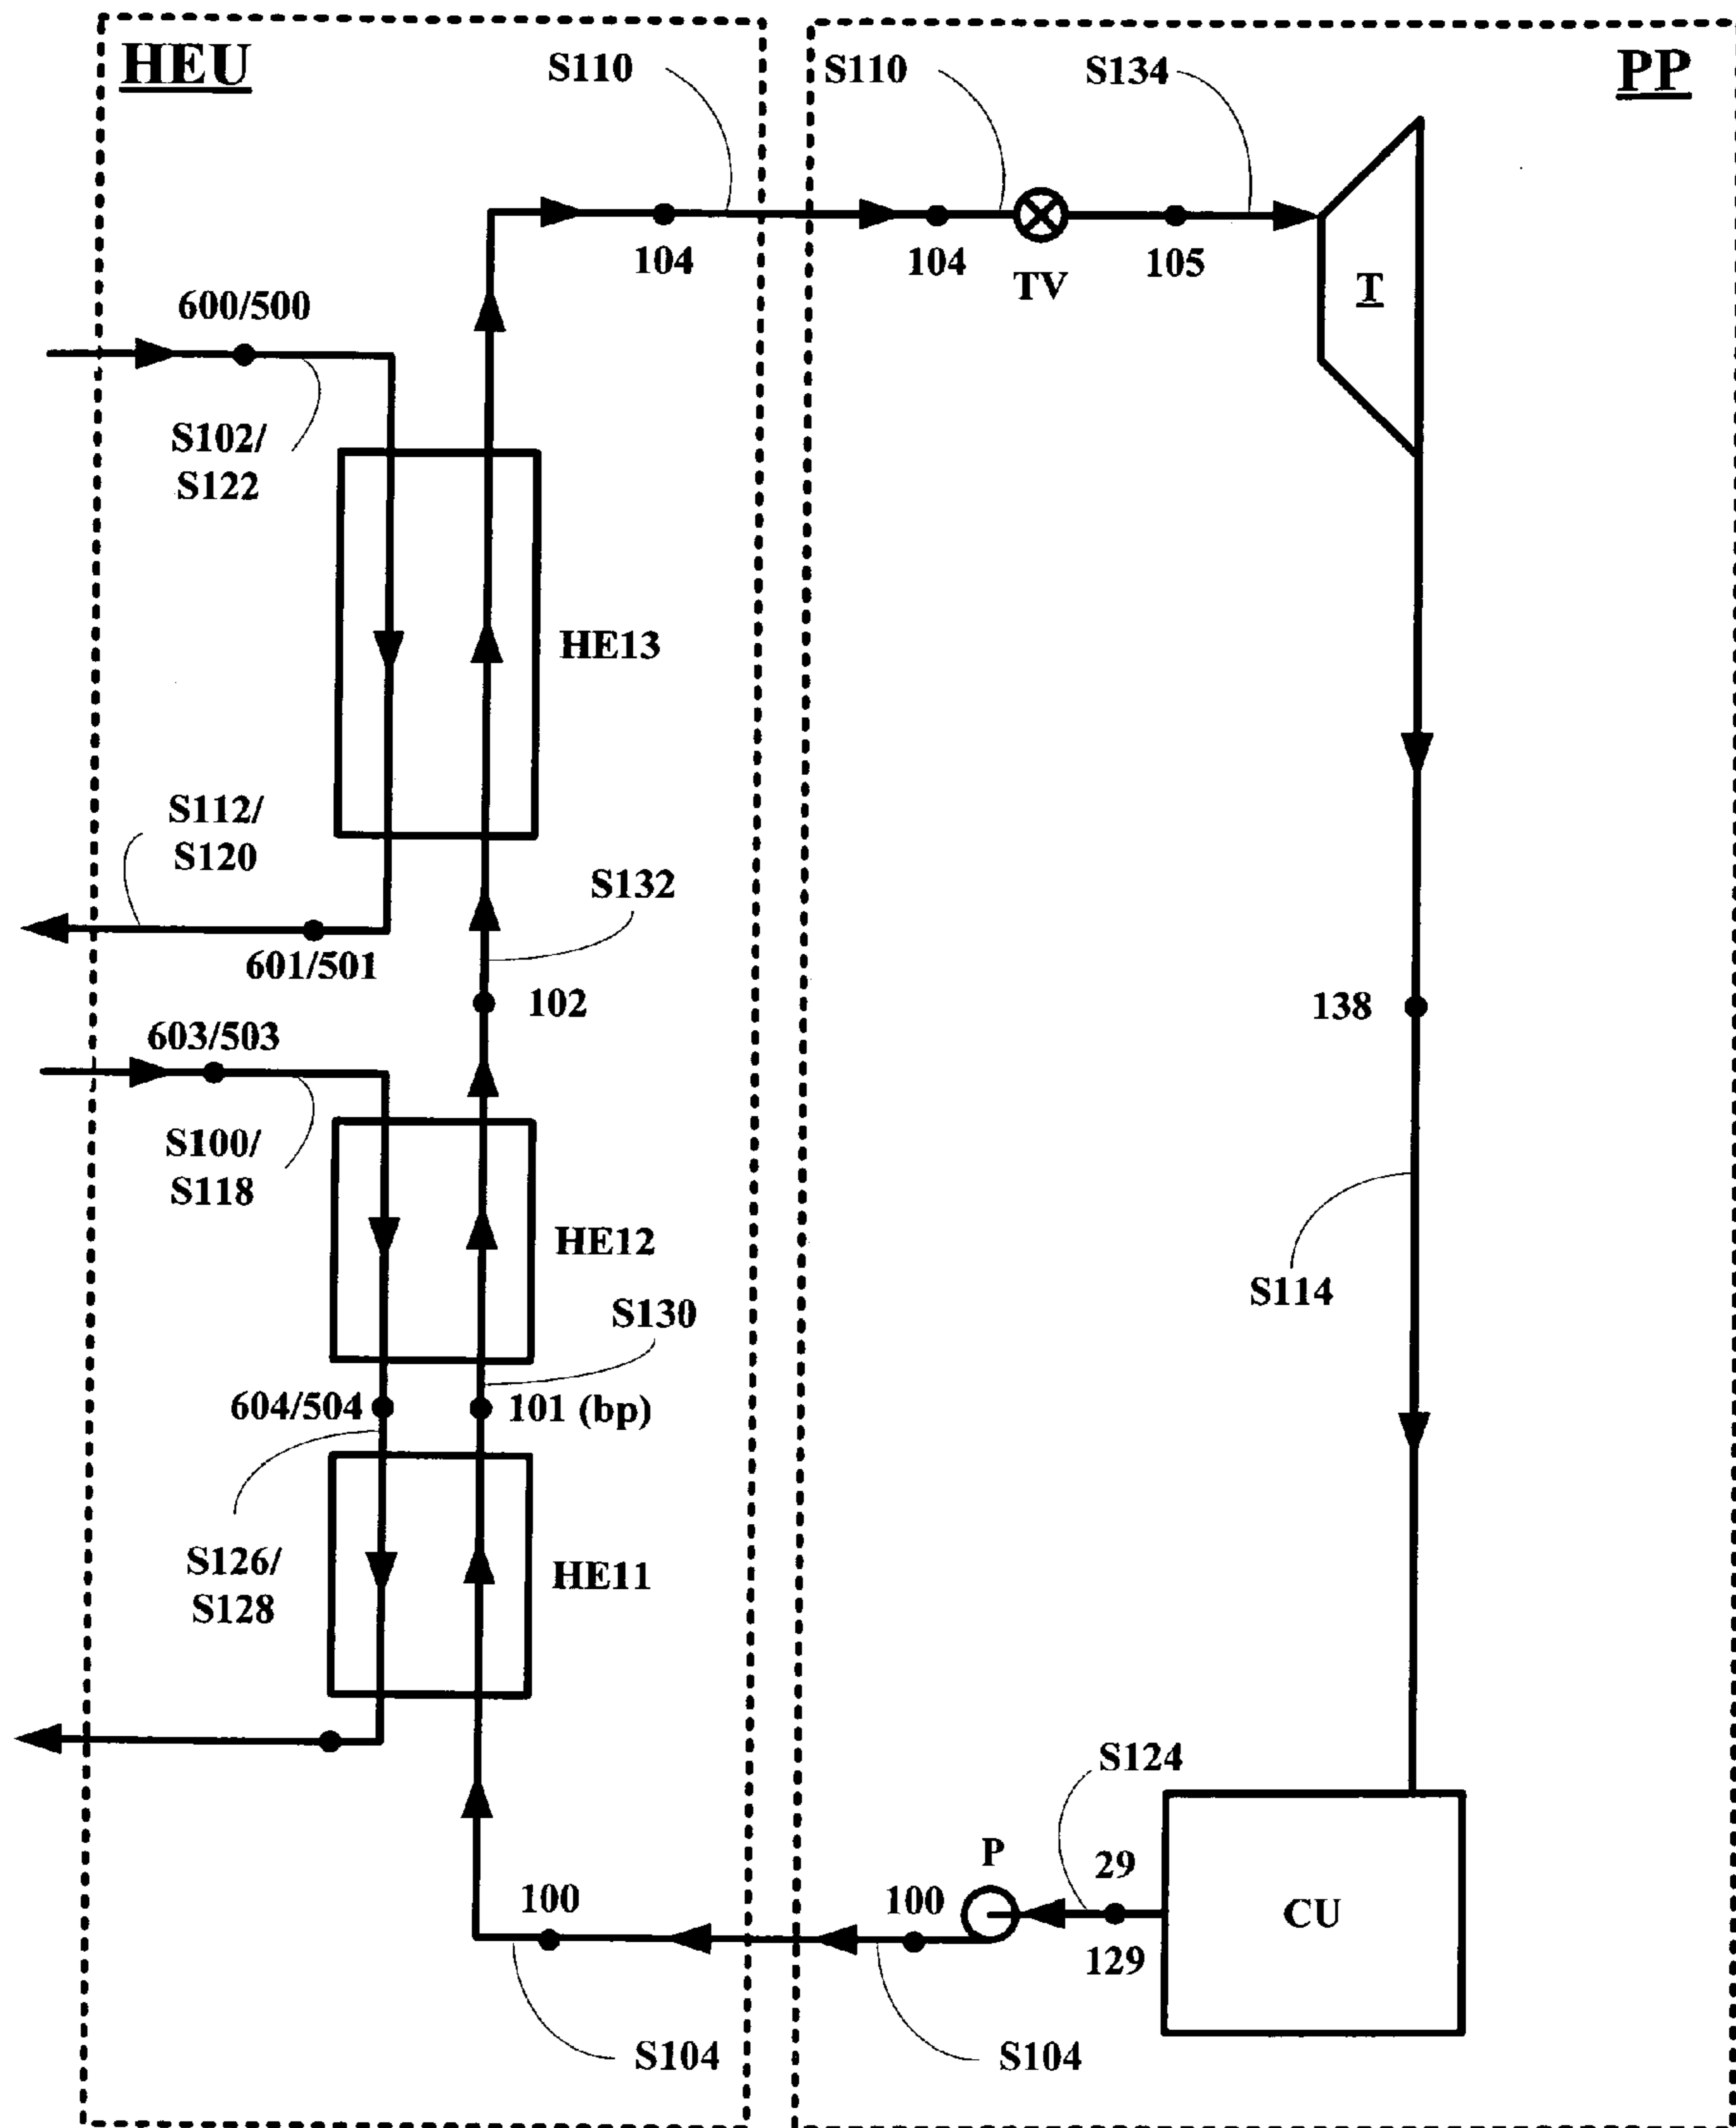 HEU
S110
S110
S134
PP
104
104
TV
105
T
600/500
S102/
S122
HE13
S112/
S120
S132
601/501
102
138
603/503
S100/
S118
HE12
S114
S130
604/504
101 (bp)
S126/
S128
HE11
S124
P
29
100
100
CU
129
S104
S104